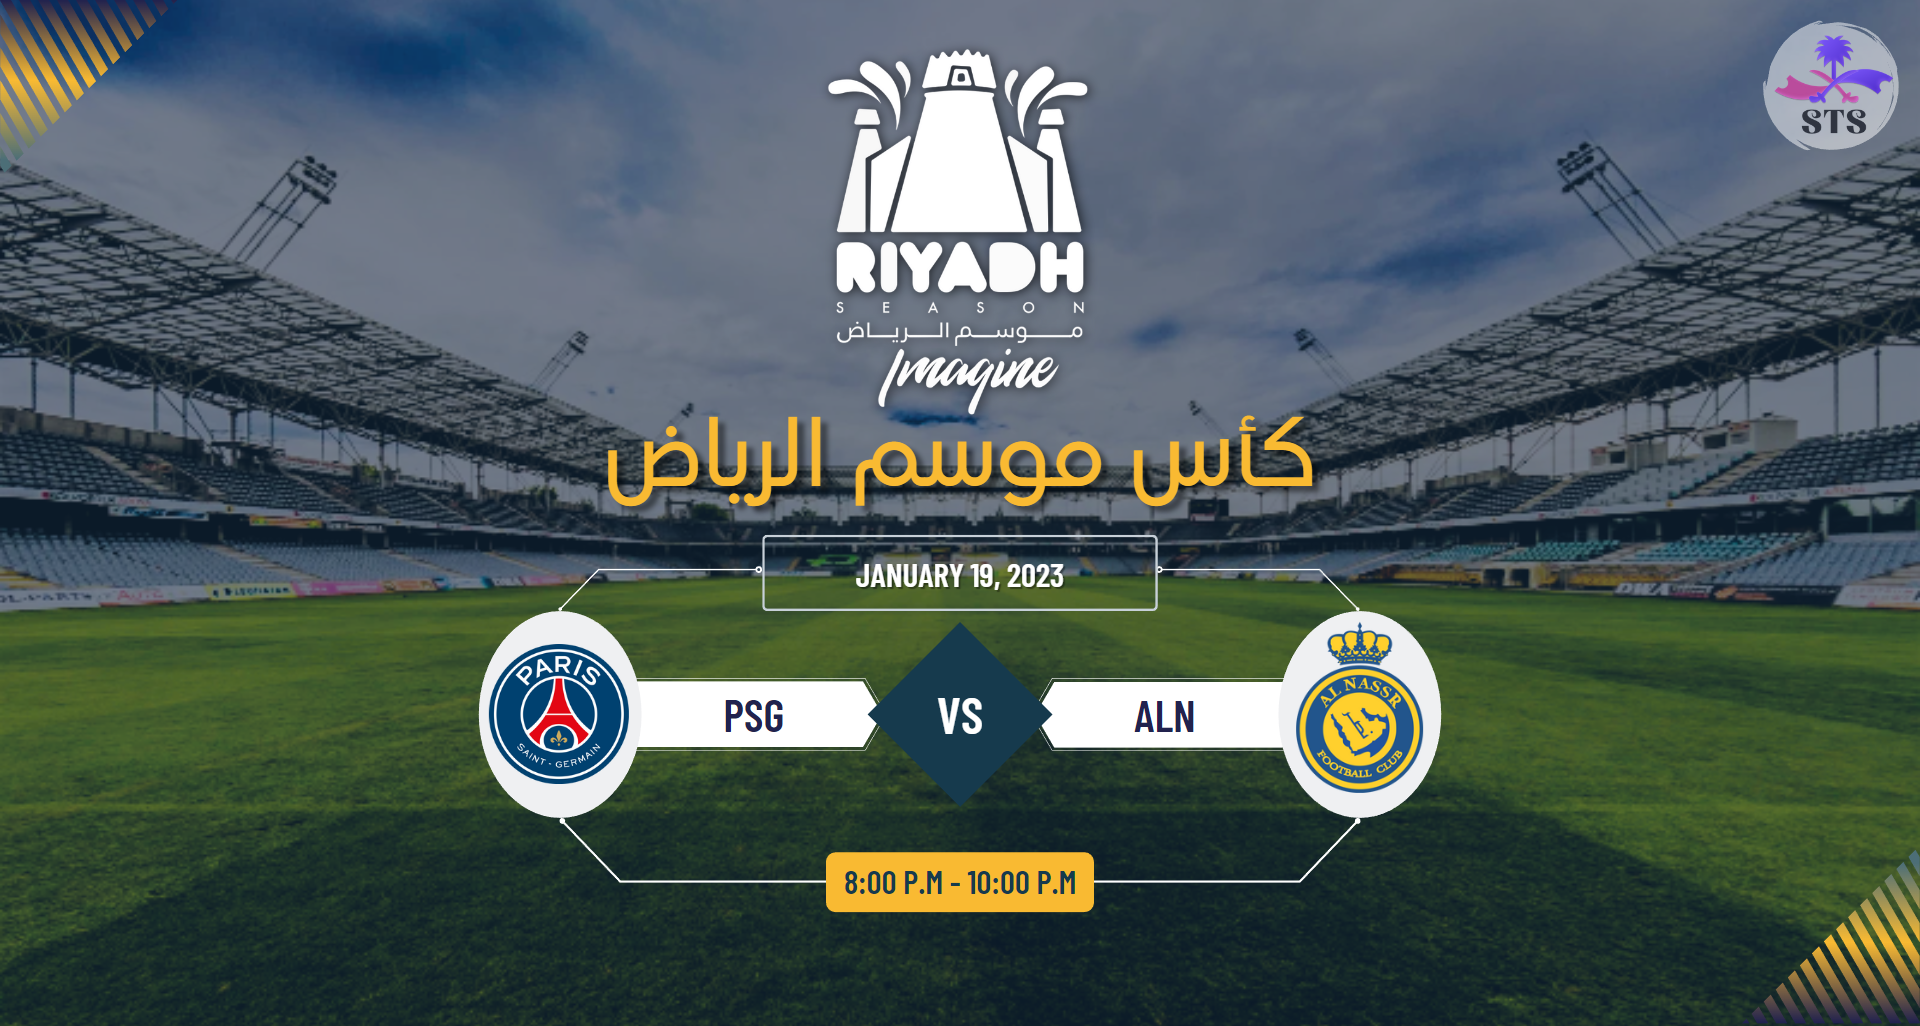 STS
RIYADH
SEASON
موسم الرياض
Imagine
كأس موسم الرياض
JANUARY 19, 2023
PARIS
SAINT - GERMAIN
PSG
VS
ALN
AL NASSR
FOOTBALL CLUB
8:00 P.M - 10:00 P.M